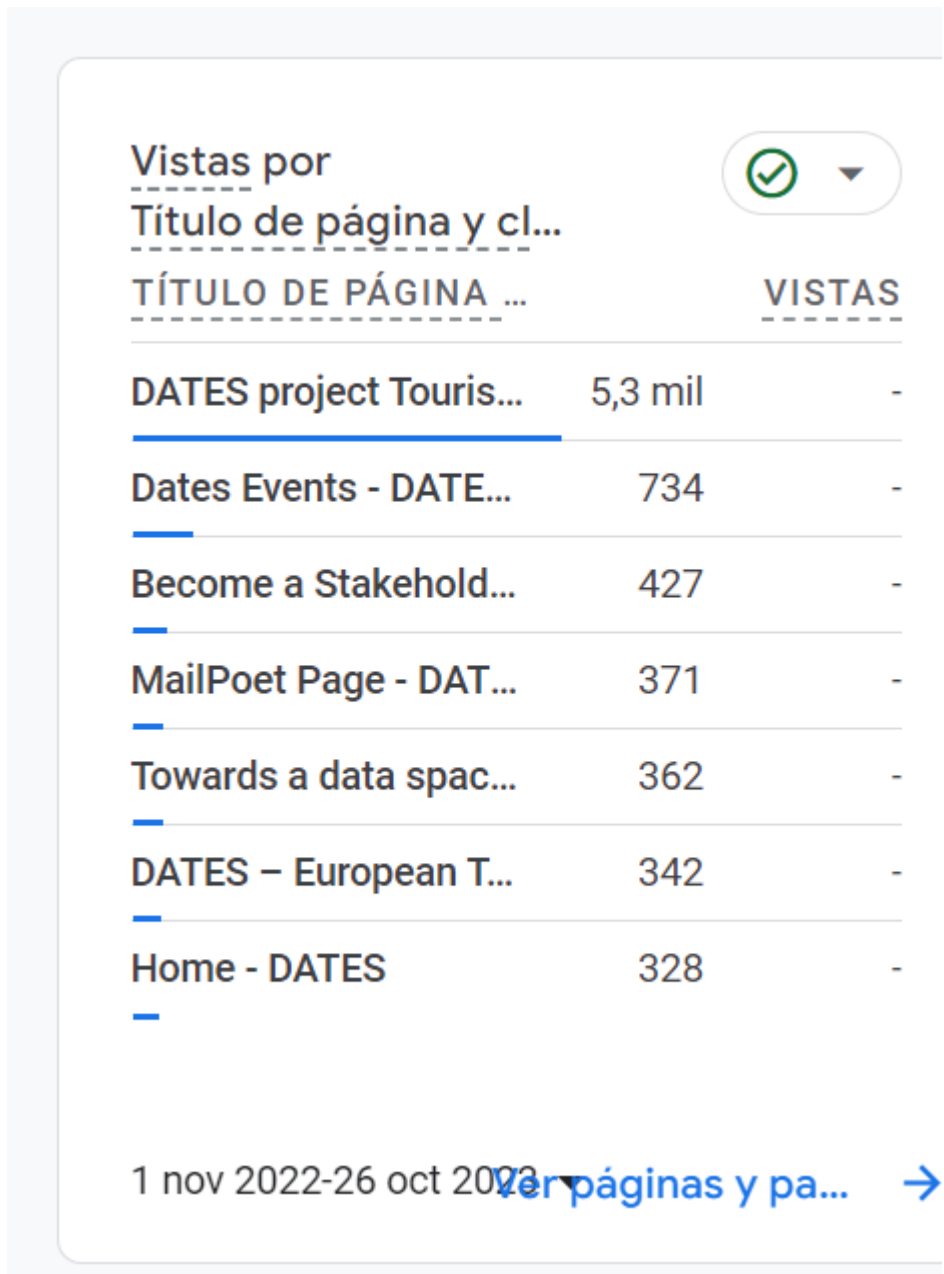 Vistas por
Título de página y cl...
TÍTULO DE PÁGINA ... VISTAS
DATES project Touris... 5,3 mil -
Dates Events - DATE... 734 -
Become a Stakehold... 427 -
MailPoet Page - DAT... 371 -
Towards a data spac... 362 -
DATES – European T... 342 -
Home - DATES 328 -
1 nov 2022-26 oct 2023 Ver páginas y pa...